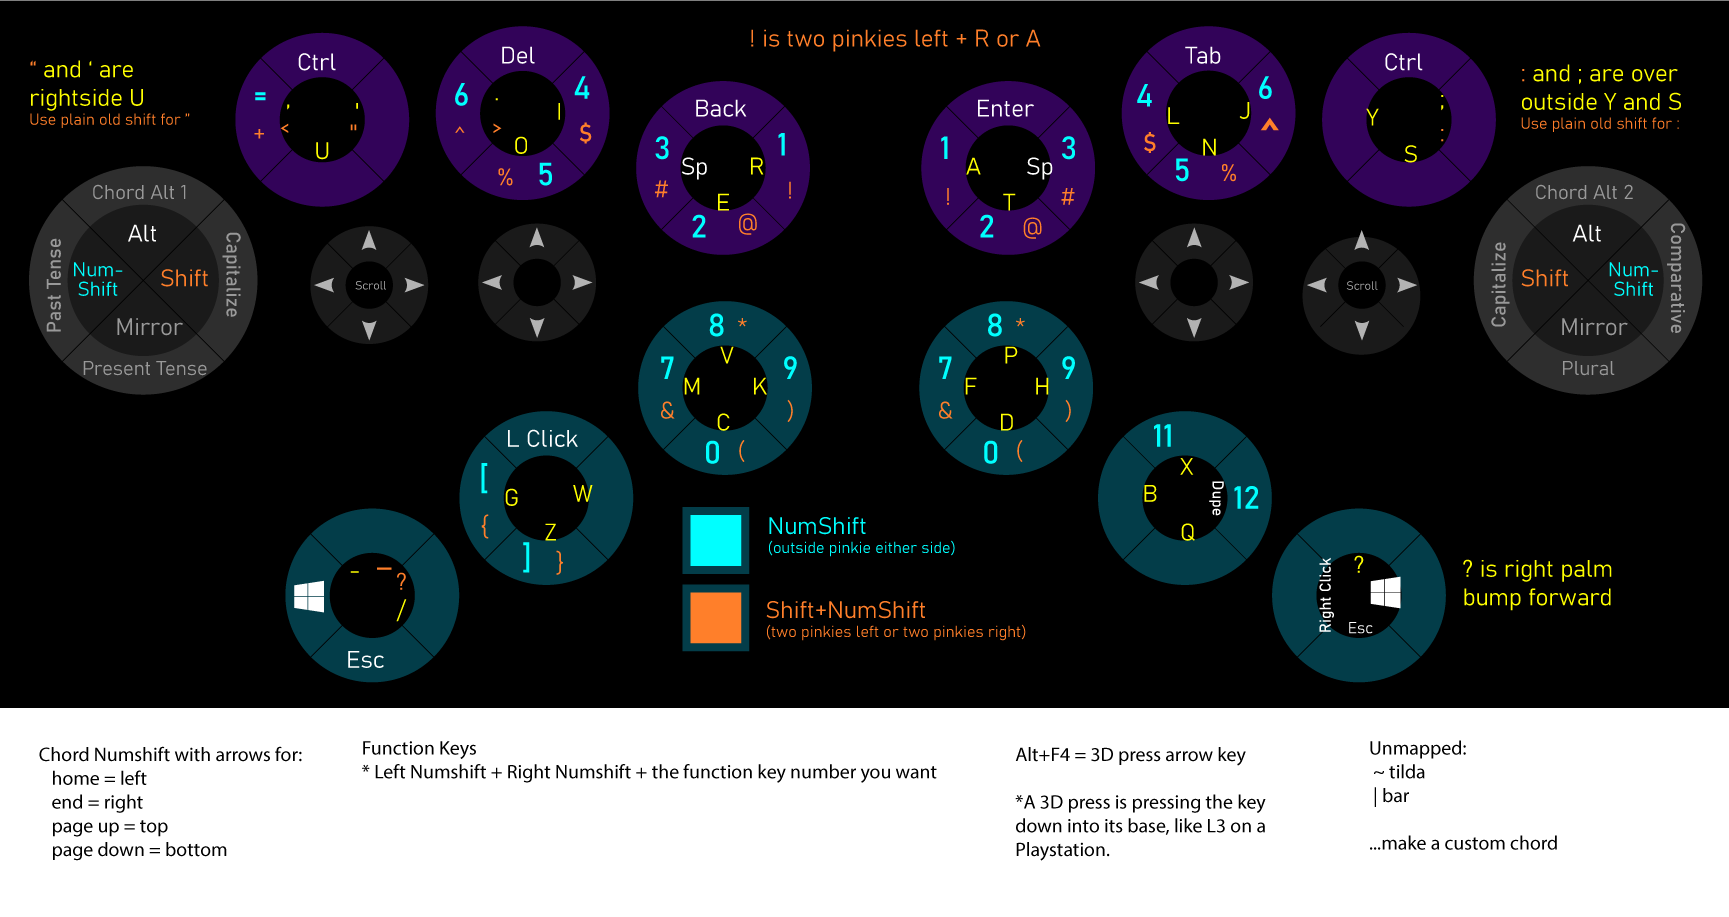 ! is two pinkies left + R or A
“ and ‘ are
rightside U
Use plain old shift for "
: and ; are over
outside Y and S
Use plain old shift for :
Ctrl
=
+
,
<
'
"
U
Del
6
^
.
>
O
I
4
$
%
5
Back
3
#
Sp
R
E
1
!
2
@
Enter
1
!
A
Sp
T
3
#
2
@
Tab
4
$
L
J
N
6
^
5
%
Ctrl
Y
;
:
S
Chord Alt 1
Past Tense
Capitalize
Present Tense
Alt
Num-
Shift
Shift
Mirror
Scroll
Scroll
Chord Alt 2
Capitalize
Comparative
Plural
Alt
Shift
Num-
Shift
Mirror
8 *
7
&
V
M
K
C
9
)
0 (
8 *
7
&
P
F
H
D
9
)
0 (
L Click
[
{
G
W
Z
] }
11
X
B
Dupe
Q
12
- _
?
/
Esc
?
Right Click
Esc
NumShift
(outside pinkie either side)
Shift+NumShift
(two pinkies left or two pinkies right)
? is right palm
bump forward
Chord Numshift with arrows for:
home = left
end = right
page up = top
page down = bottom
Function Keys
* Left Numshift + Right Numshift + the function key number you want
Alt+F4 = 3D press arrow key
*A 3D press is pressing the key
down into its base, like L3 on a
Playstation.
Unmapped:
~ tilda
| bar
...make a custom chord